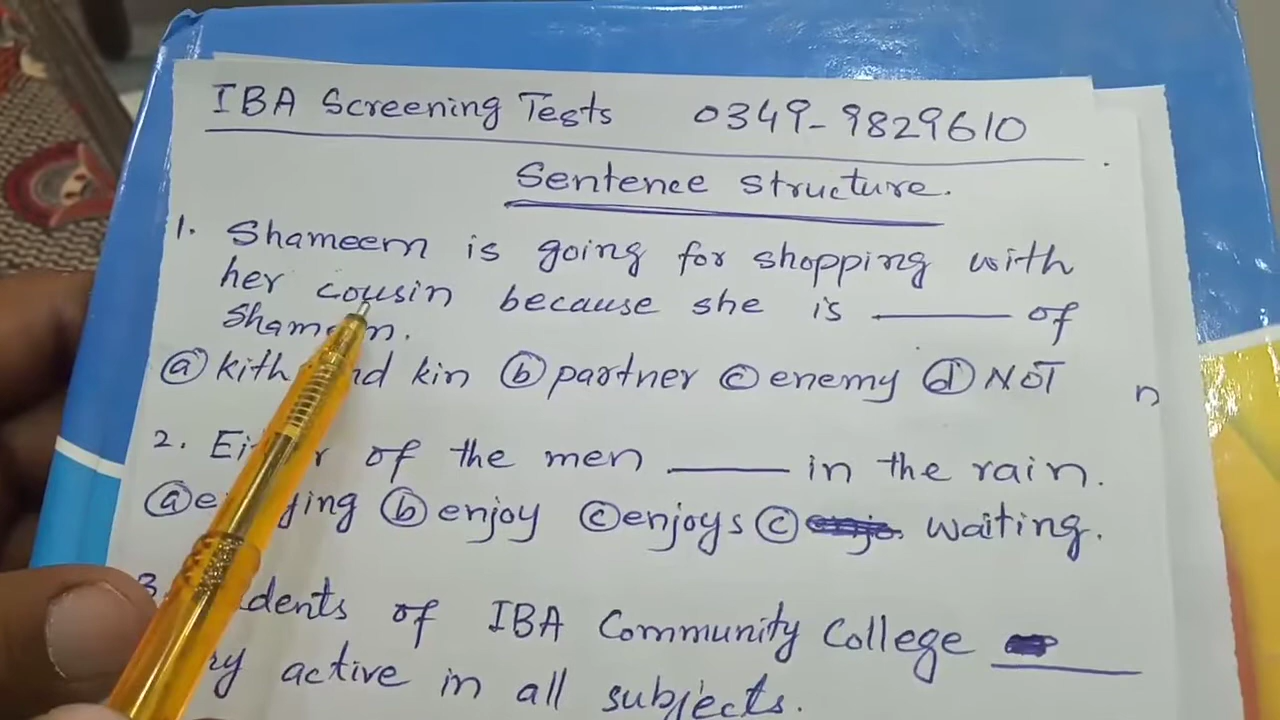 IBA Screening Tests 0349-9829610
Sentence structure.
1. Shameem is going for shopping with
her cousin because she is ______ of
ⓐ kith and kin ⓑ partner ⓒ enemy ⓓ NOT
2. of the men ______ in the rain.
ⓑ enjoy ⓒ enjoys ⓒ waiting.
of IBA Community College ______
active in all subjects.